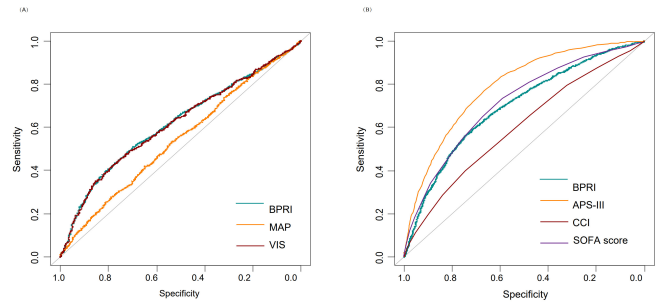 (A)
Sensitivity
1.0
0.8
0.6
0.4
0.2
0.0
BPRI
MAP
VIS
1.0 0.8 0.6 0.4 0.2 0.0
Specificity
(B)
Sensitivity
1.0
0.8
0.6
0.4
0.2
0.0
BPRI
APS-III
CCI
SOFA score
1.0 0.8 0.6 0.4 0.2 0.0
Specificity